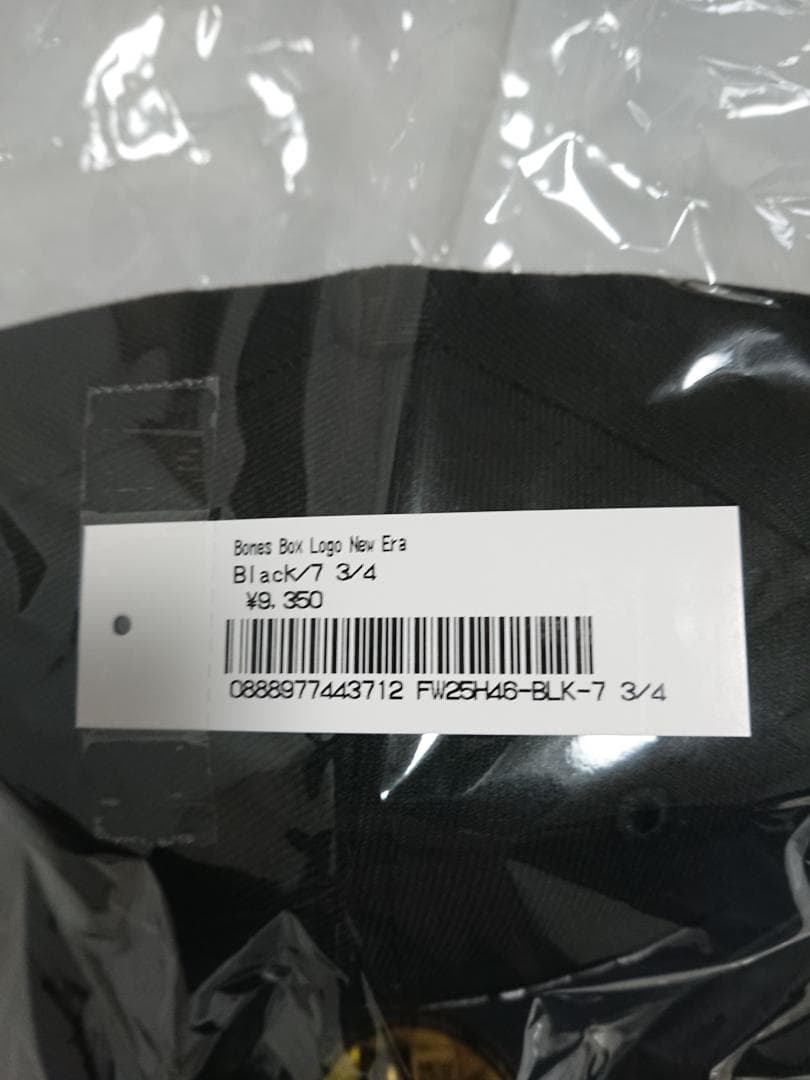 Bones Box Logo New Era
Black/7 3/4
¥9,350
0888977443712 FW25H46-BLK-7 3/4